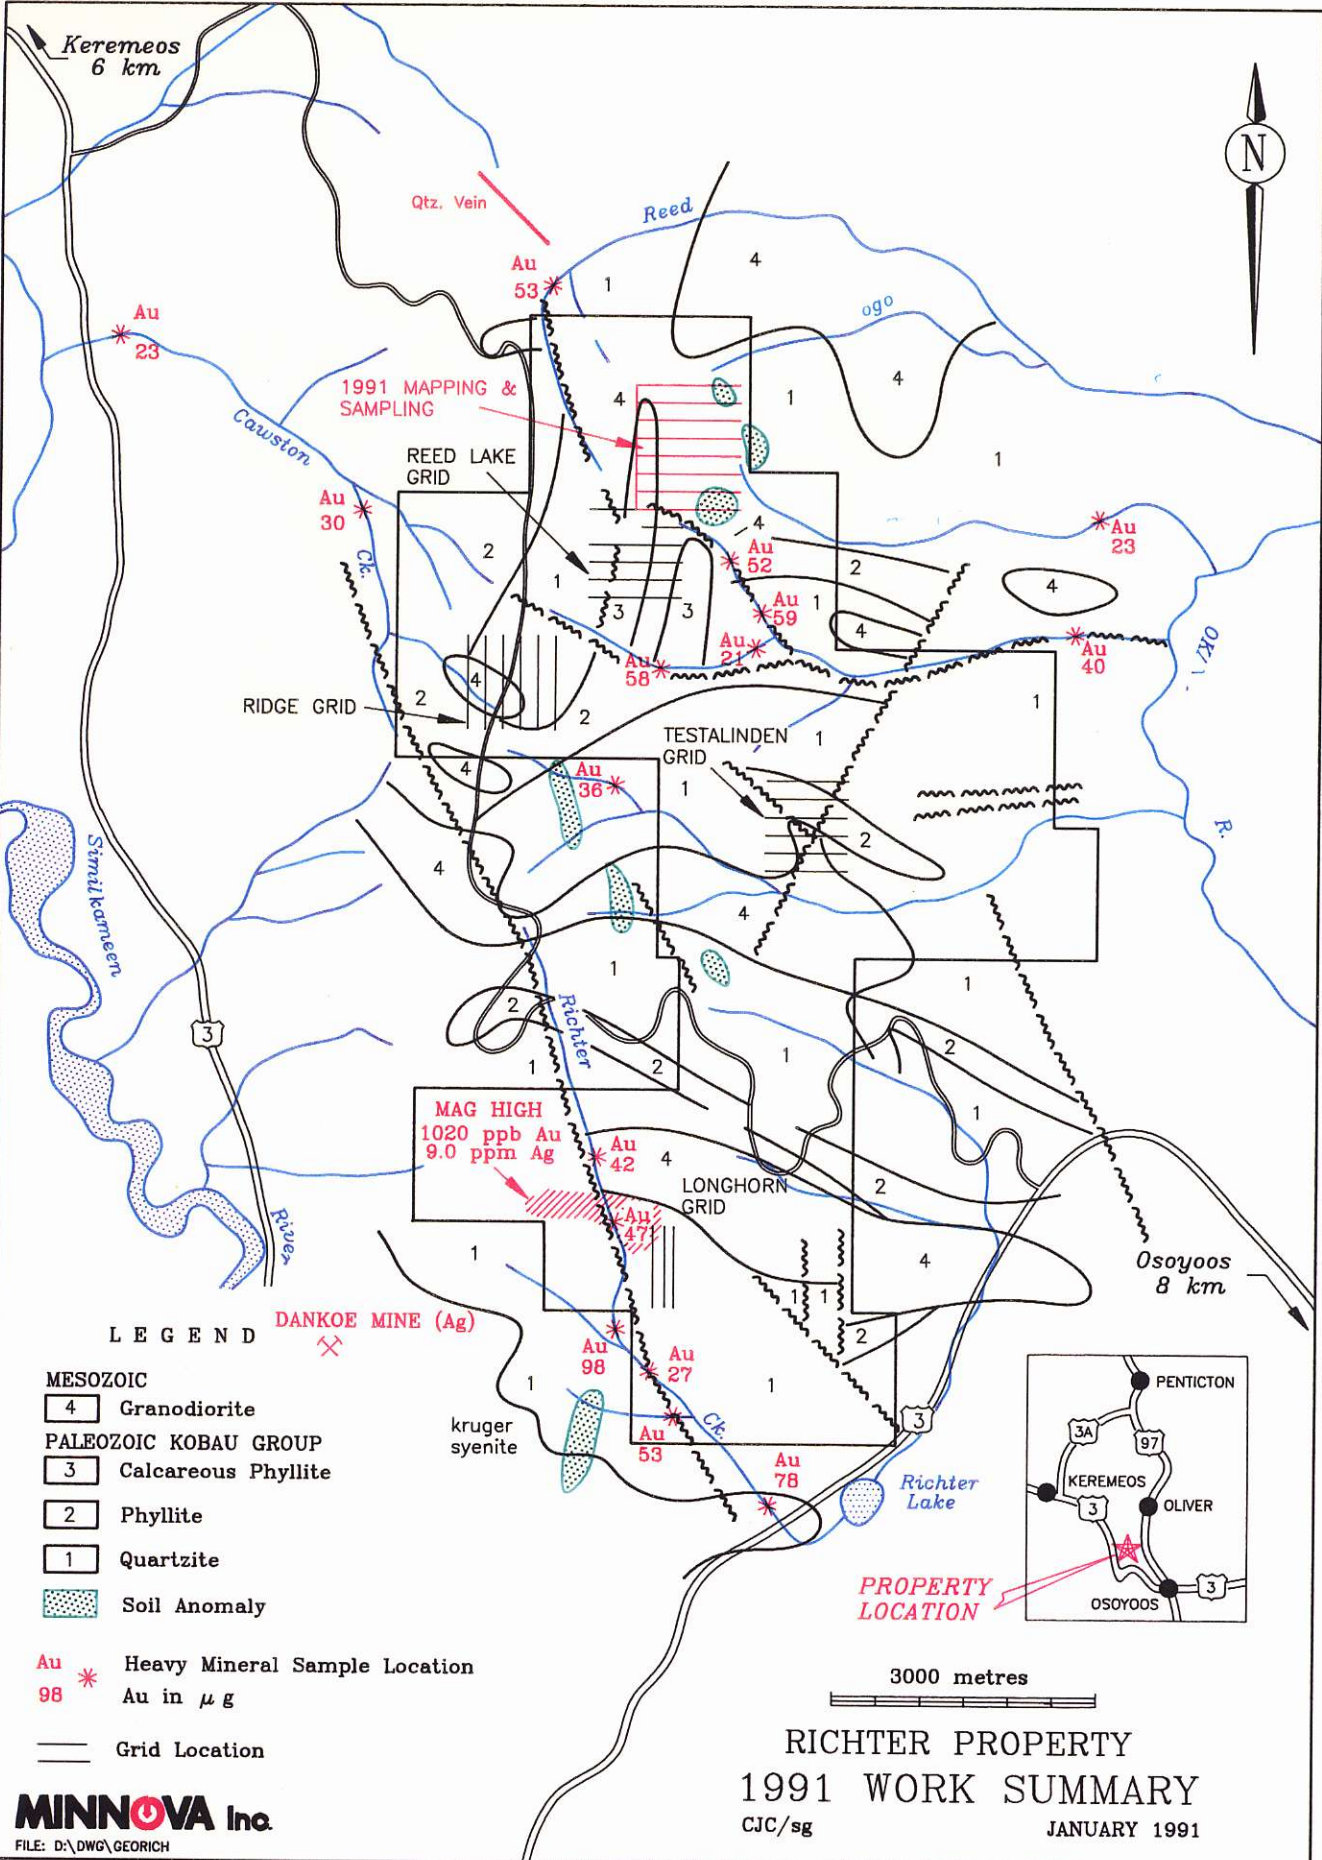 Keremeos
6 km
N
Qtz. Vein
Reed
4
Au
53
1
ogo
Au
23
1991 MAPPING &
SAMPLING
4
4
1
Cawston
REED LAKE
GRID
1
Au
30
Ck.
2
4
Au
23
Au
52
2
1
4
3
3
Au
59
1
4
Au
21
Au
58
Au
40
OKA
4
2
RIDGE GRID
2
1
TESTALINDEN
GRID
1
4
Au
36
1
2
R.
Similkameen
4
4
1
1
2
Richter
3
1
2
1
2
1
MAG HIGH
1020 ppb Au
9.0 ppm Ag
Au
42
4
LONGHORN
GRID
2
Au
47
River
1
4
Osoyoos
8 km
1
1
2
DANKOE MINE (Ag)
Au
98
Au
27
1
1
kruger
syenite
Ck.
Au
53
3
Au
78
Richter
Lake
LEGEND
MESOZOIC
4 Granodiorite
PALEOZOIC KOBAU GROUP
3 Calcareous Phyllite
2 Phyllite
1 Quartzite
Soil Anomaly
Au
98
Heavy Mineral Sample Location
Au in μ g
Grid Location
PENTICTON
3A
97
KEREMEOS
3
OLIVER
OSOYOOS
3
PROPERTY
LOCATION
3000 metres
RICHTER PROPERTY
1991 WORK SUMMARY
CJC/sg JANUARY 1991
MINNOVA Inc.
FILE: D:\DWG\GEORICH